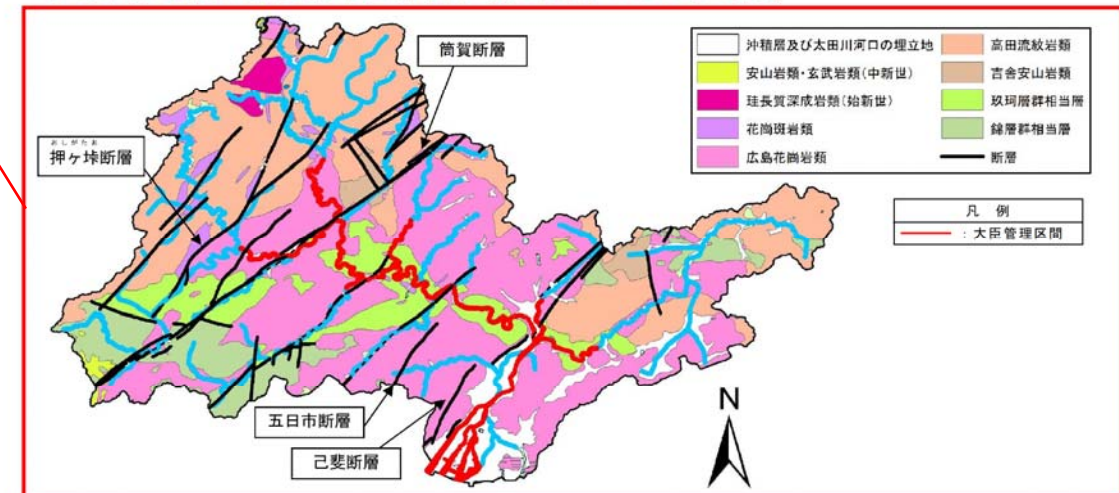 筒賀断層
おしがたお
押ヶ垰断層
五日市断層
己斐断層
沖積層及び太田川河口の埋立地
安山岩類・玄武岩類(中新世)
珪長質深成岩類(始新世)
花崗斑岩類
広島花崗岩類
高田流紋岩類
吉舎安山岩類
玖珂層群相当層
錦層群相当層
断層
凡 例
：大臣管理区間
N